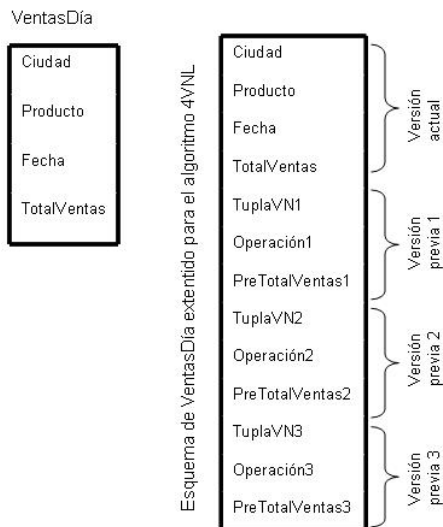 VentasDía
Ciudad
Producto
Fecha
TotalVentas
Esquema de VentasDía extentido para el algoritmo 4VNL
Ciudad
Producto
Fecha
TotalVentas
TuplaVN1
Operación1
PreTotalVentas1
TuplaVN2
Operación2
PreTotalVentas2
TuplaVN3
Operación3
PreTotalVentas3
Versión
actual
Versión
previa 1
Versión
previa 2
Versión
previa 3